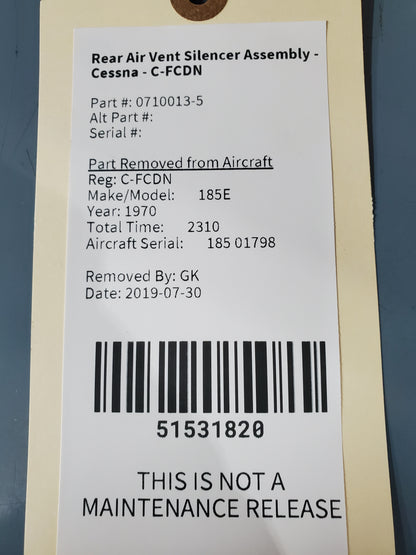 Rear Air Vent Silencer Assembly -
Cessna - C-FCDN
Part #: 0710013-5
Alt Part #:
Serial #:
Part Removed from Aircraft
Reg: C-FCDN
Make/Model: 185E
Year: 1970
Total Time: 2310
Aircraft Serial: 185 01798
Removed By: GK
Date: 2019-07-30
51531820
THIS IS NOT A
MAINTENANCE RELEASE